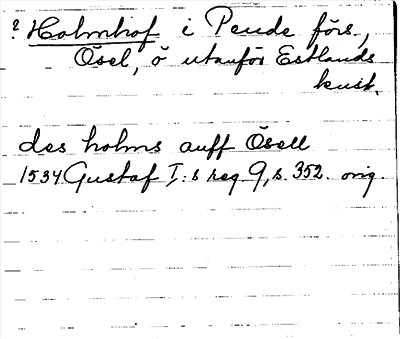 ? Holmhof i Peude förs.,
Ösel, ö utanför Estlands
kust.
des holms auff Ösell
1534 Gustaf I:s reg 9, s. 352. orig.